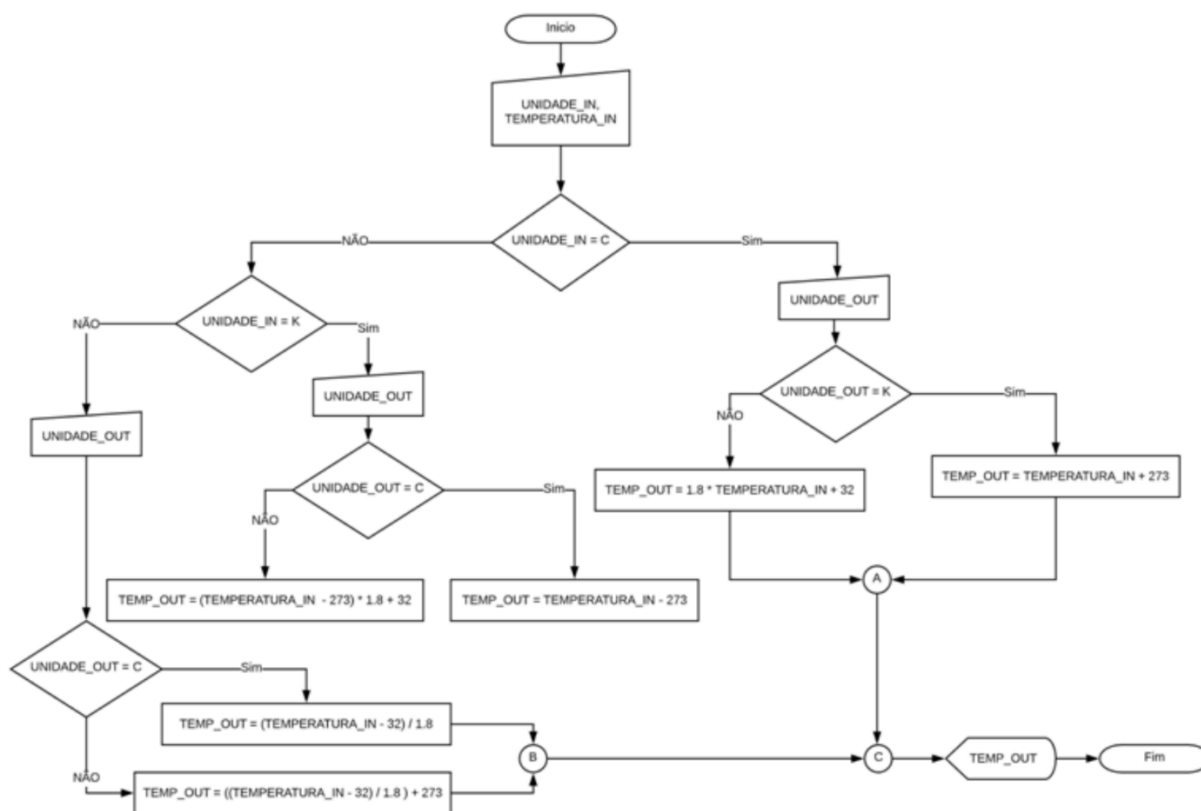 Inicio
UNIDADE_IN,
TEMPERATURA_IN
UNIDADE_IN = C
NÃO
Sim
UNIDADE_OUT
UNIDADE_IN = K
NÃO
Sim
UNIDADE_OUT
UNIDADE_OUT = K
NÃO
Sim
UNIDADE_OUT
TEMP_OUT = 1.8 * TEMPERATURA_IN + 32
TEMP_OUT = TEMPERATURA_IN + 273
UNIDADE_OUT = C
NÃO
Sim
A
TEMP_OUT = (TEMPERATURA_IN - 273) * 1.8 + 32
TEMP_OUT = TEMPERATURA_IN - 273
UNIDADE_OUT = C
Sim
TEMP_OUT = (TEMPERATURA_IN - 32) / 1.8
B
C
TEMP_OUT
Fim
NÃO
TEMP_OUT = ((TEMPERATURA_IN - 32) / 1.8 ) + 273